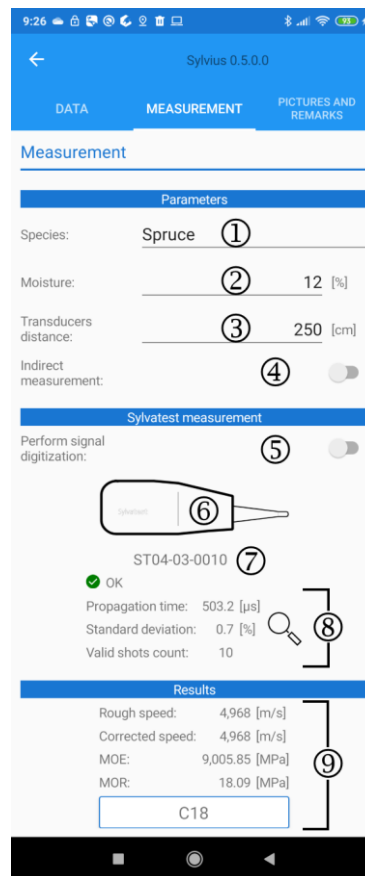 9:26 93
Sylvius 0.5.0.0
DATA MEASUREMENT PICTURES AND REMARKS
Measurement
Parameters
Species: Spruce ①
Moisture: ② 12 [%]
Transducers distance: ③ 250 [cm]
Indirect measurement: ④
Sylvatest measurement
Perform signal digitization: ⑤
Sylvatest ⑥
ST04-03-0010 ⑦
OK
Propagation time: 503.2 [µs]
Standard deviation: 0.7 [%] ⑧
Valid shots count: 10
Results
Rough speed: 4,968 [m/s]
Corrected speed: 4,968 [m/s]
MOE: 9,005.85 [MPa] ⑨
MOR: 18.09 [MPa]
C18